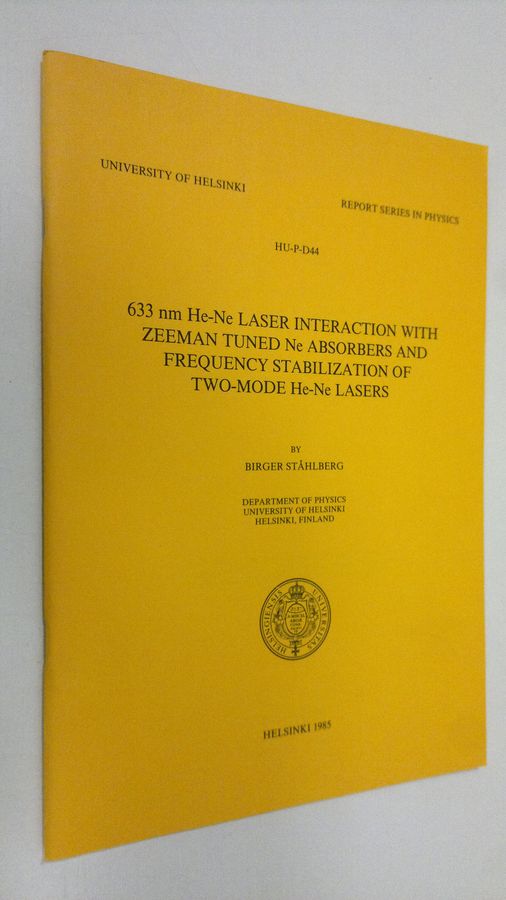 UNIVERSITY OF HELSINKI
REPORT SERIES IN PHYSICS
HU-P-D44
633 nm He-Ne LASER INTERACTION WITH
ZEEMAN TUNED Ne ABSORBERS AND
FREQUENCY STABILIZATION OF
TWO-MODE He-Ne LASERS
BY
BIRGER STÅHLBERG
DEPARTMENT OF PHYSICS
UNIVERSITY OF HELSINKI
HELSINKI, FINLAND
UNIVERSITAS HELSINGIENSIS
HELSINKI 1985